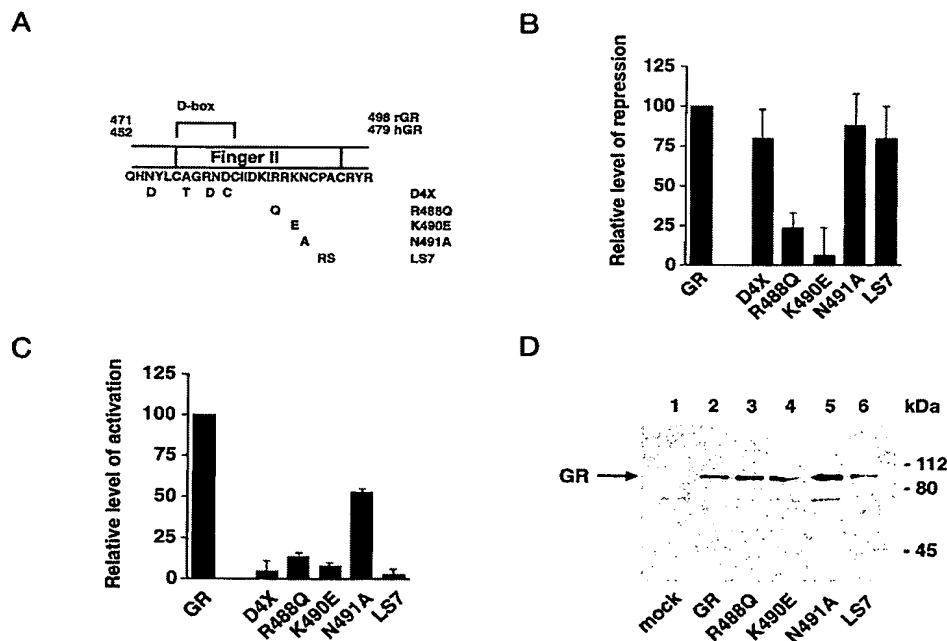 A
D-box
471
452
498 rGR
479 hGR
Finger II
QHNYLCAGRNDCIIDKIRRKNCPACRYR
D T D C D4X
Q R488Q
E K490E
A N491A
RS LS7
B
Relative level of repression
125
100
75
50
25
0
GR D4X R488Q K490E N491A LS7
C
Relative level of activation
125
100
75
50
25
0
GR D4X R488Q K490E N491A LS7
D
1 2 3 4 5 6 kDa
GR
- 112
- 80
- 45
mock GR R488Q K490E N491A LS7